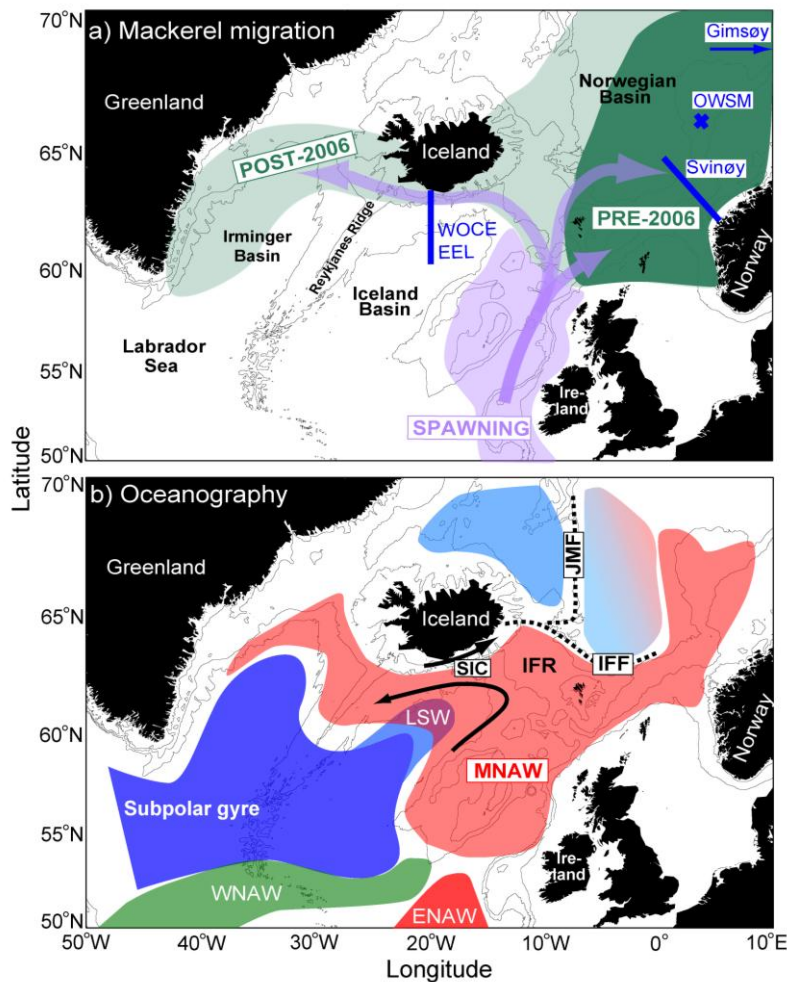 70°N
a) Mackerel migration
Gimsøy
Greenland
Norwegian
Basin
OWSM
65°N
POST-2006
Iceland
Svinøy
PRE-2006
WOCE
EEL
Irminger
Basin
Reykjanes Ridge
60°N
Iceland
Basin
Norway
Labrador
Sea
55°N
SPAWNING
Ire-
land
50°N
Latitude
70°N
b) Oceanography
Greenland
JMF
65°N
Iceland
SIC
IFR
IFF
LSW
60°N
MNAW
Norway
Subpolar gyre
55°N
Ire-
land
WNAW
ENAW
50°N
50°W
40°W
30°W
20°W
10°W
0°
10°E
Longitude